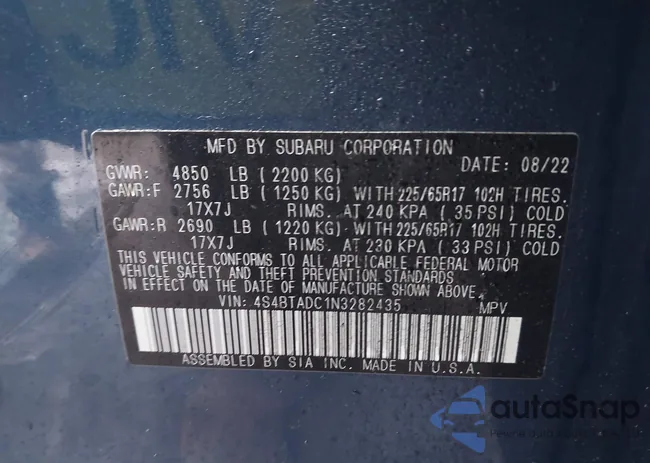 MFD BY SUBARU CORPORATION
GVWR: 4850 LB (2200 KG) DATE: 08/22
GAWR:F 2756 LB (1250 KG) WITH 225/65R17 102H TIRES.
17X7J RIMS. AT 240 KPA (35 PSI) COLD
GAWR:R 2690 LB (1220 KG) WITH 225/65R17 102H TIRES.
17X7J RIMS. AT 230 KPA (33 PSI) COLD
THIS VEHICLE CONFORMS TO ALL APPLICABLE FEDERAL MOTOR
VEHICLE SAFETY AND THEFT PREVENTION STANDARDS
IN EFFECT ON THE DATE OF MANUFACTURE SHOWN ABOVE.
VIN: 4S4BTADC1N3282435 MPV
ASSEMBLED BY SIA INC. MADE IN U.S.A.
autoSnap